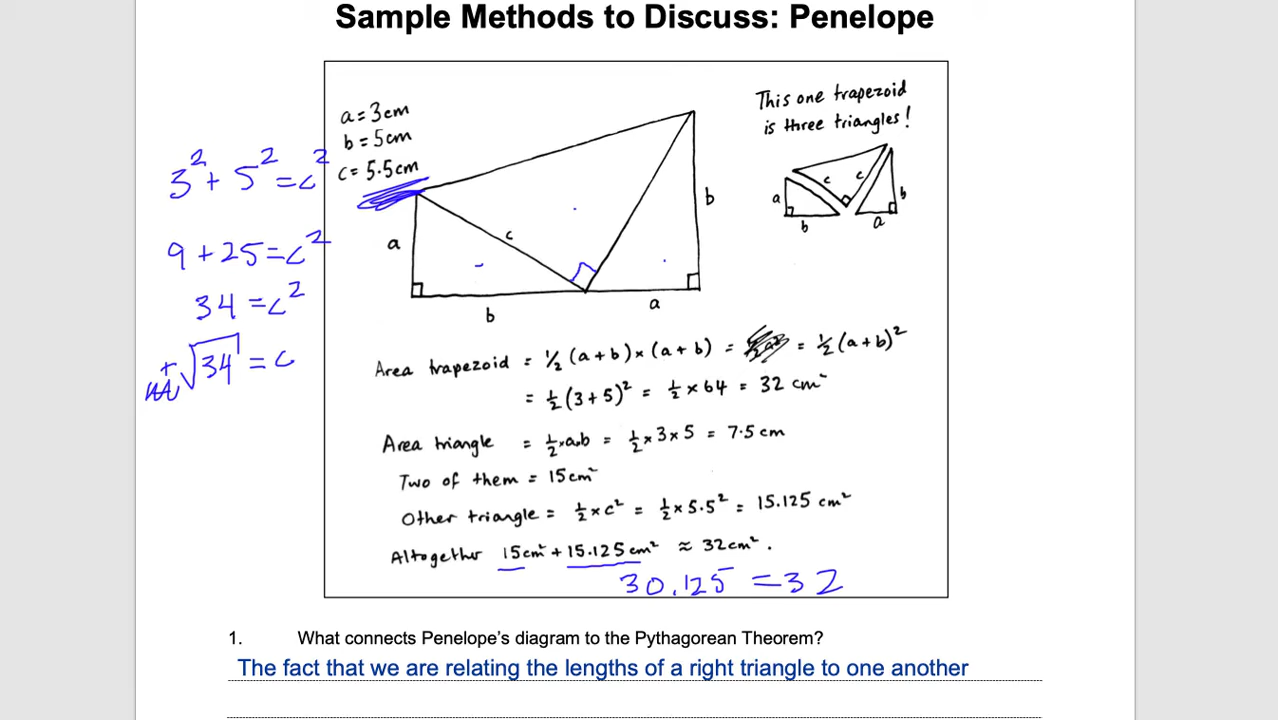 Sample Methods to Discuss: Penelope
a = 3cm
b = 5cm
c = 5.5cm
This one trapezoid
is three triangles!
c
c
a
b
b
a
3² + 5² = c²
9 + 25 = c²
34 = c²
+√34 = c
a
c
b
b
a
Area trapezoid = ½ (a+b) × (a+b) = = ½ (a+b)²
= ½ (3+5)² = ½ × 64 = 32 cm²
Area triangle = ½ × a × b = ½ × 3 × 5 = 7.5 cm
Two of them = 15 cm²
Other triangle = ½ × c² = ½ × 5.5² = 15.125 cm²
Altogether 15cm² + 15.125 cm² ≈ 32cm².
30.125 = 32
1. What connects Penelope's diagram to the Pythagorean Theorem?
The fact that we are relating the lengths of a right triangle to one another